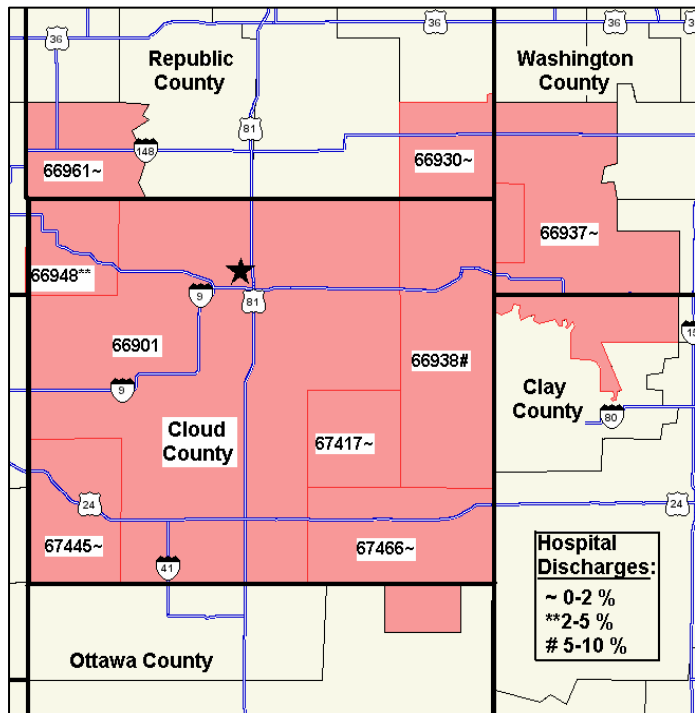 36
36
36
3
Republic
County
Washington
County
81
148
66961~
66930~
66937~
66948**
9
81
15
66901
66938#
9
Clay
County
80
Cloud
County
67417~
24
24
67445~
67466~
41
Hospital
Discharges:
~ 0-2 %
**2-5 %
# 5-10 %
Ottawa County